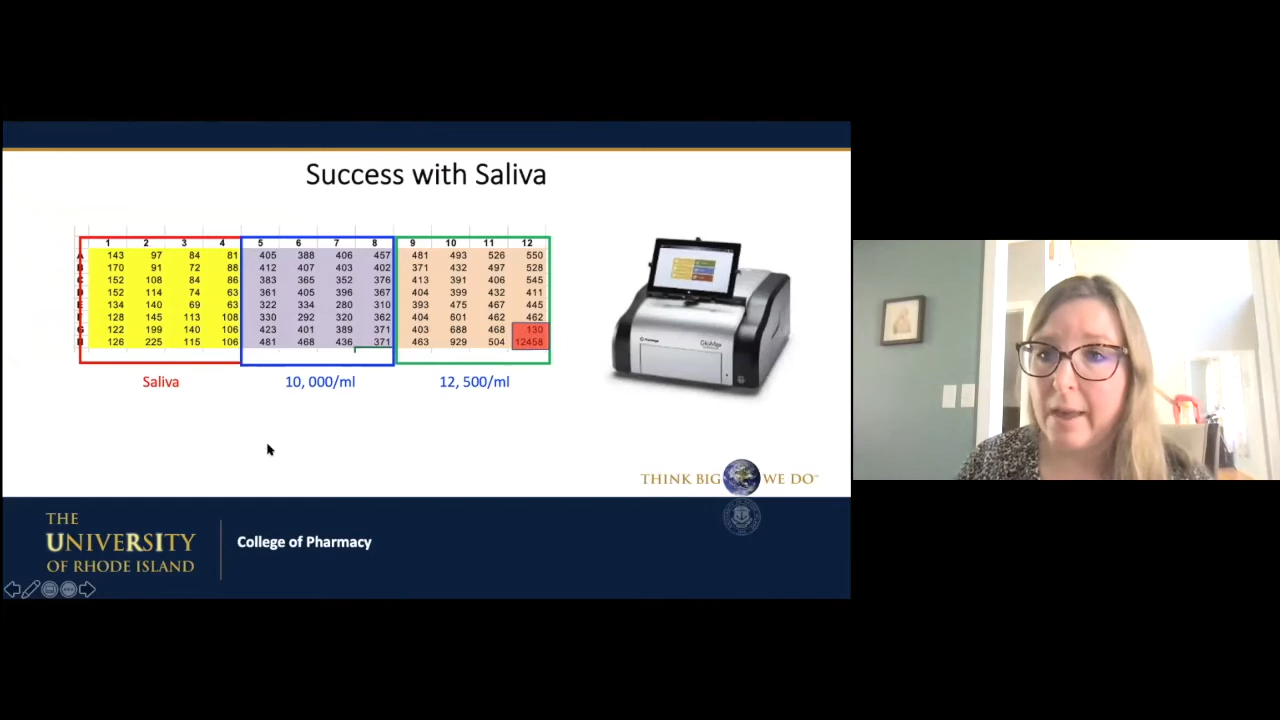 Success with Saliva
1 2 3 4 5 6 7 8 9 10 11 12
A 143 97 84 81 405 388 406 457 481 493 526 550
B 170 91 72 88 412 407 403 402 371 432 497 528
C 152 108 84 86 383 365 352 376 413 391 406 545
D 152 114 74 63 361 405 396 367 404 399 432 411
E 134 140 69 63 322 334 280 310 393 475 467 445
F 128 145 113 108 330 292 320 362 404 601 462 462
G 122 199 140 106 423 401 389 371 403 688 468 130
H 126 225 115 106 481 468 436 371 463 929 504 12458
Saliva 10, 000/ml 12, 500/ml
THINK BIG WE DO™
THE
UNIVERSITY
OF RHODE ISLAND
College of Pharmacy